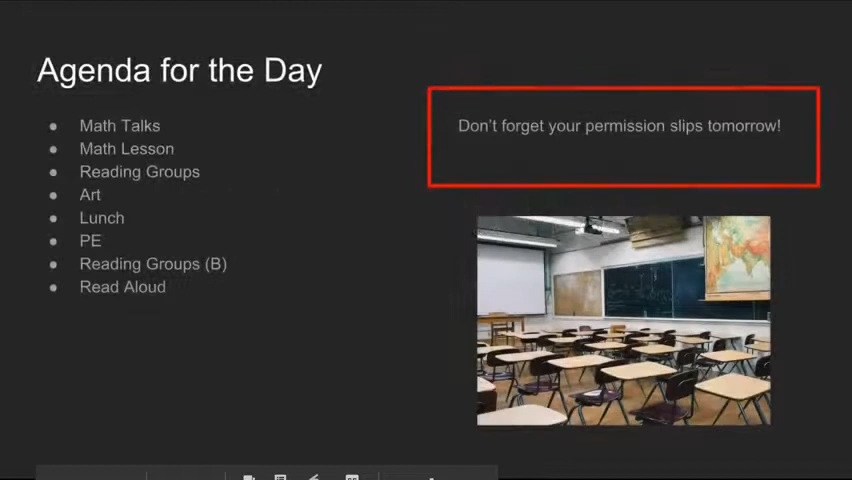 Agenda for the Day
Math Talks
Math Lesson
Reading Groups
Art
Lunch
PE
Reading Groups (B)
Read Aloud
Don't forget your permission slips tomorrow!